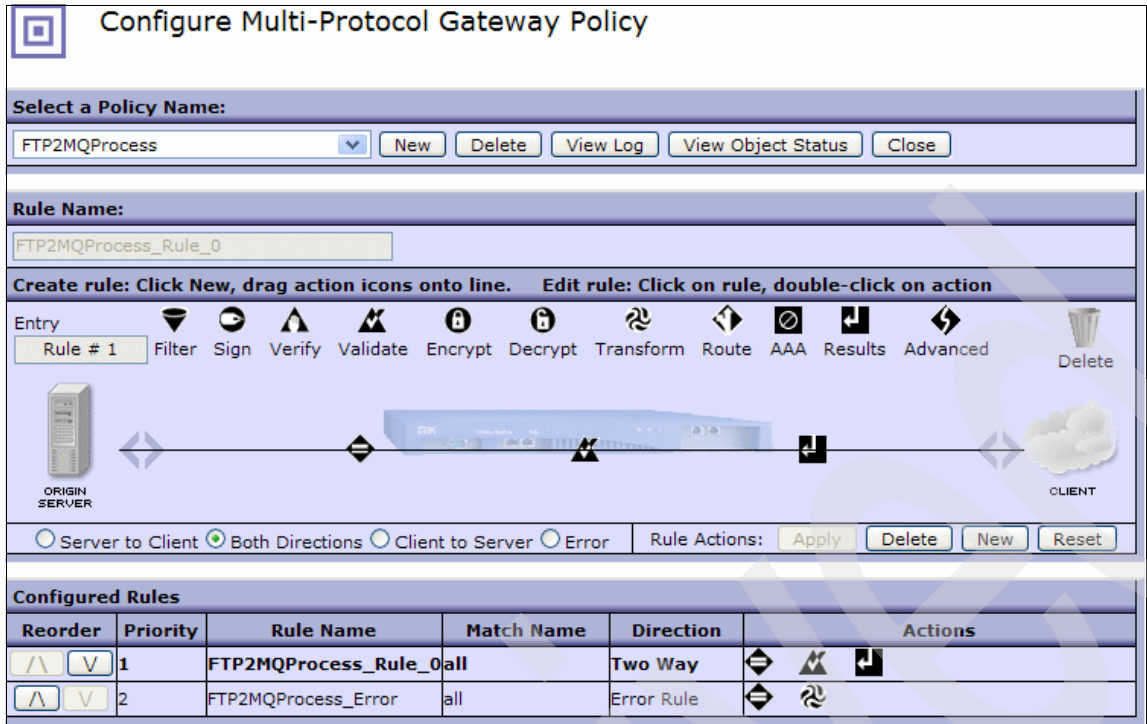 Configure Multi-Protocol Gateway Policy
Select a Policy Name:
FTP2MQProcess New Delete View Log View Object Status Close
Rule Name:
FTP2MQProcess_Rule_0
Create rule: Click New, drag action icons onto line. Edit rule: Click on rule, double-click on action
Entry
Rule # 1 Filter Sign Verify Validate Encrypt Decrypt Transform Route AAA Results Advanced Delete
ORIGIN SERVER CLIENT
Server to Client Both Directions Client to Server Error Rule Actions: Apply Delete New Reset
Configured Rules
Reorder Priority Rule Name Match Name Direction Actions
/\ \/ 1 FTP2MQProcess_Rule_0 all Two Way
/\ \/ 2 FTP2MQProcess_Error all Error Rule